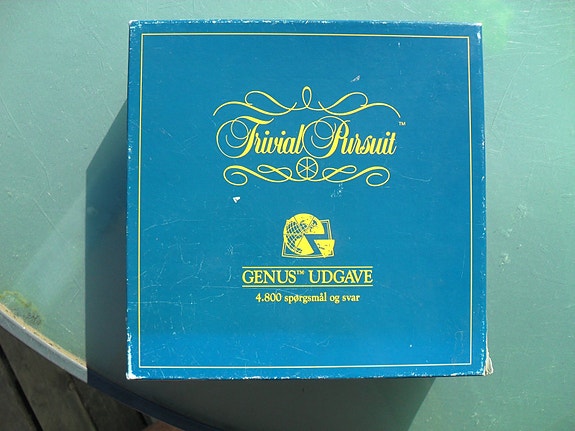 Trivial Pursuit™
GENUS™ UDGAVE
4.800 spørgsmål og svar